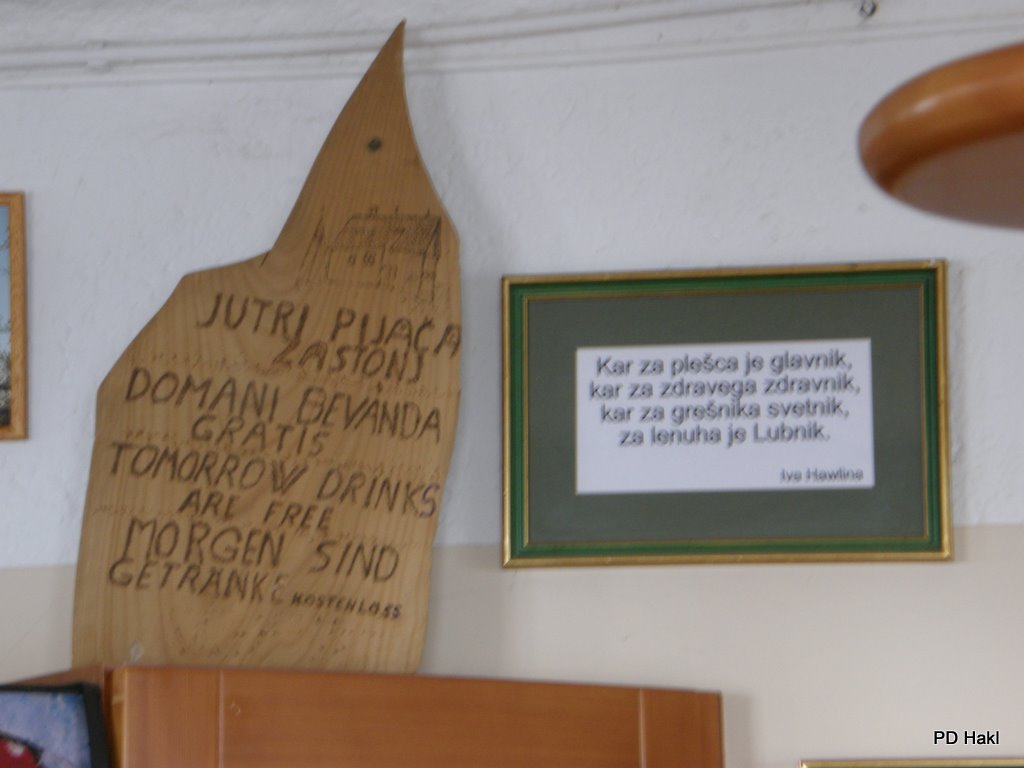 JUTRI PIJAČA
ZASTONJ
DOMANI BEVANDA
GRATIS
TOMORROW DRINKS
ARE FREE
MORGEN SIND
GETRÄNKE KOSTENLOSS
Kar za plešca je glavnik,
kar za zdravega zdravnik,
kar za grešnika svetnik,
za lenuha je Lubnik.
Iva Hawlina
PD Hakl